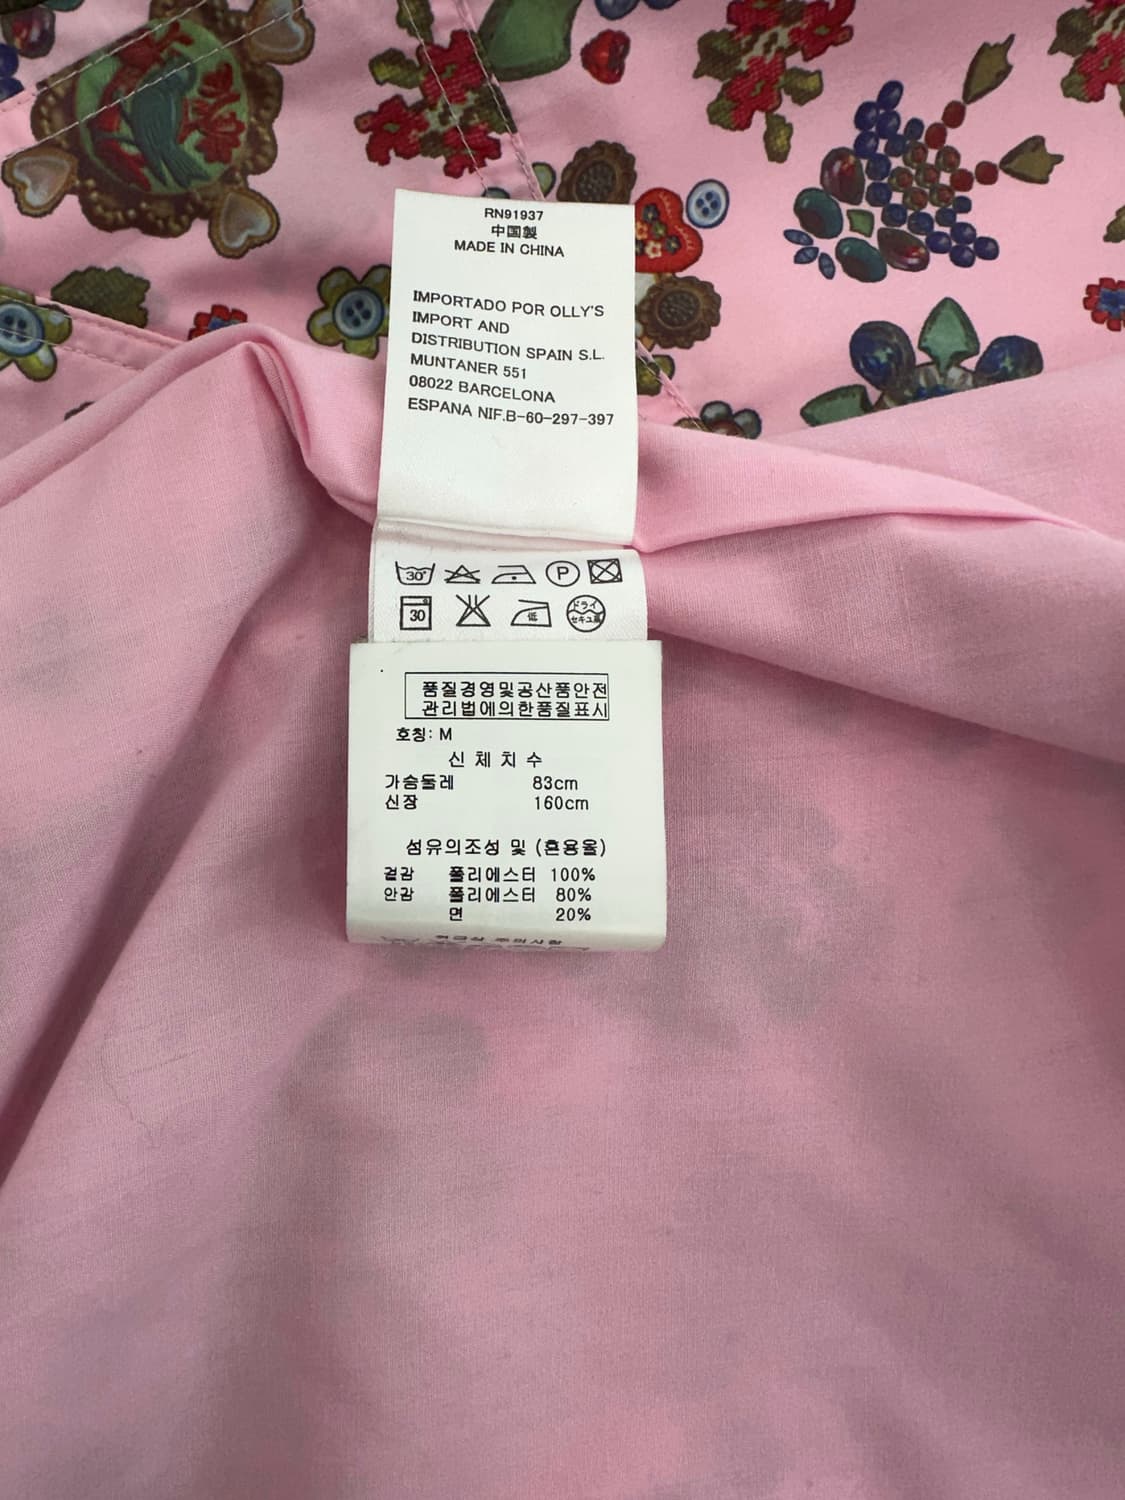 RN91937
中国製
MADE IN CHINA
IMPORTADO POR OLLY'S
IMPORT AND
DISTRIBUTION SPAIN S.L.
MUNTANER 551
08022 BARCELONA
ESPANA NIF.B-60-297-397
30° P
30 低 ドライ
セキユ系
품질경영및공산품안전
관리법에의한품질표시
호칭: M
신 체 치 수
가슴둘레 83cm
신장 160cm
섬유의조성 및 (혼용율)
겉감 폴리에스터 100%
안감 폴리에스터 80%
면 20%